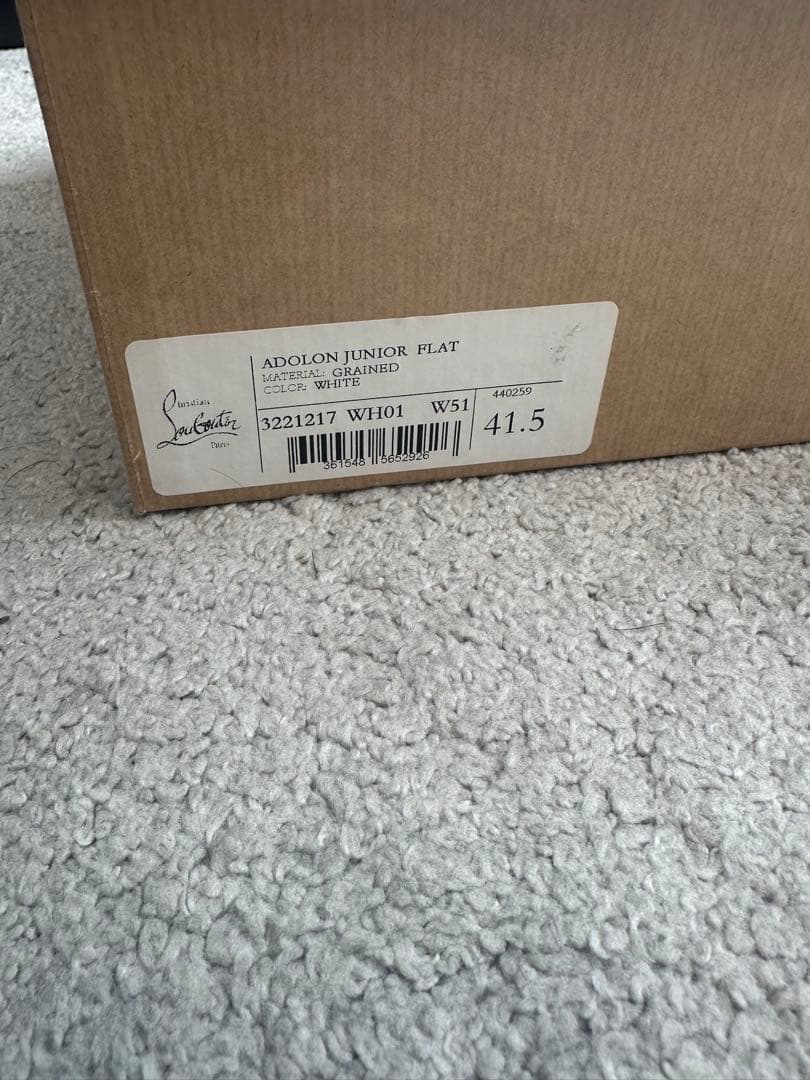 Christian
Louboutin
Paris
ADOLON JUNIOR FLAT
MATERIAL: GRAINED
COLOR: WHITE
3221217 WH01 W51
361548 5652926
440259
41.5